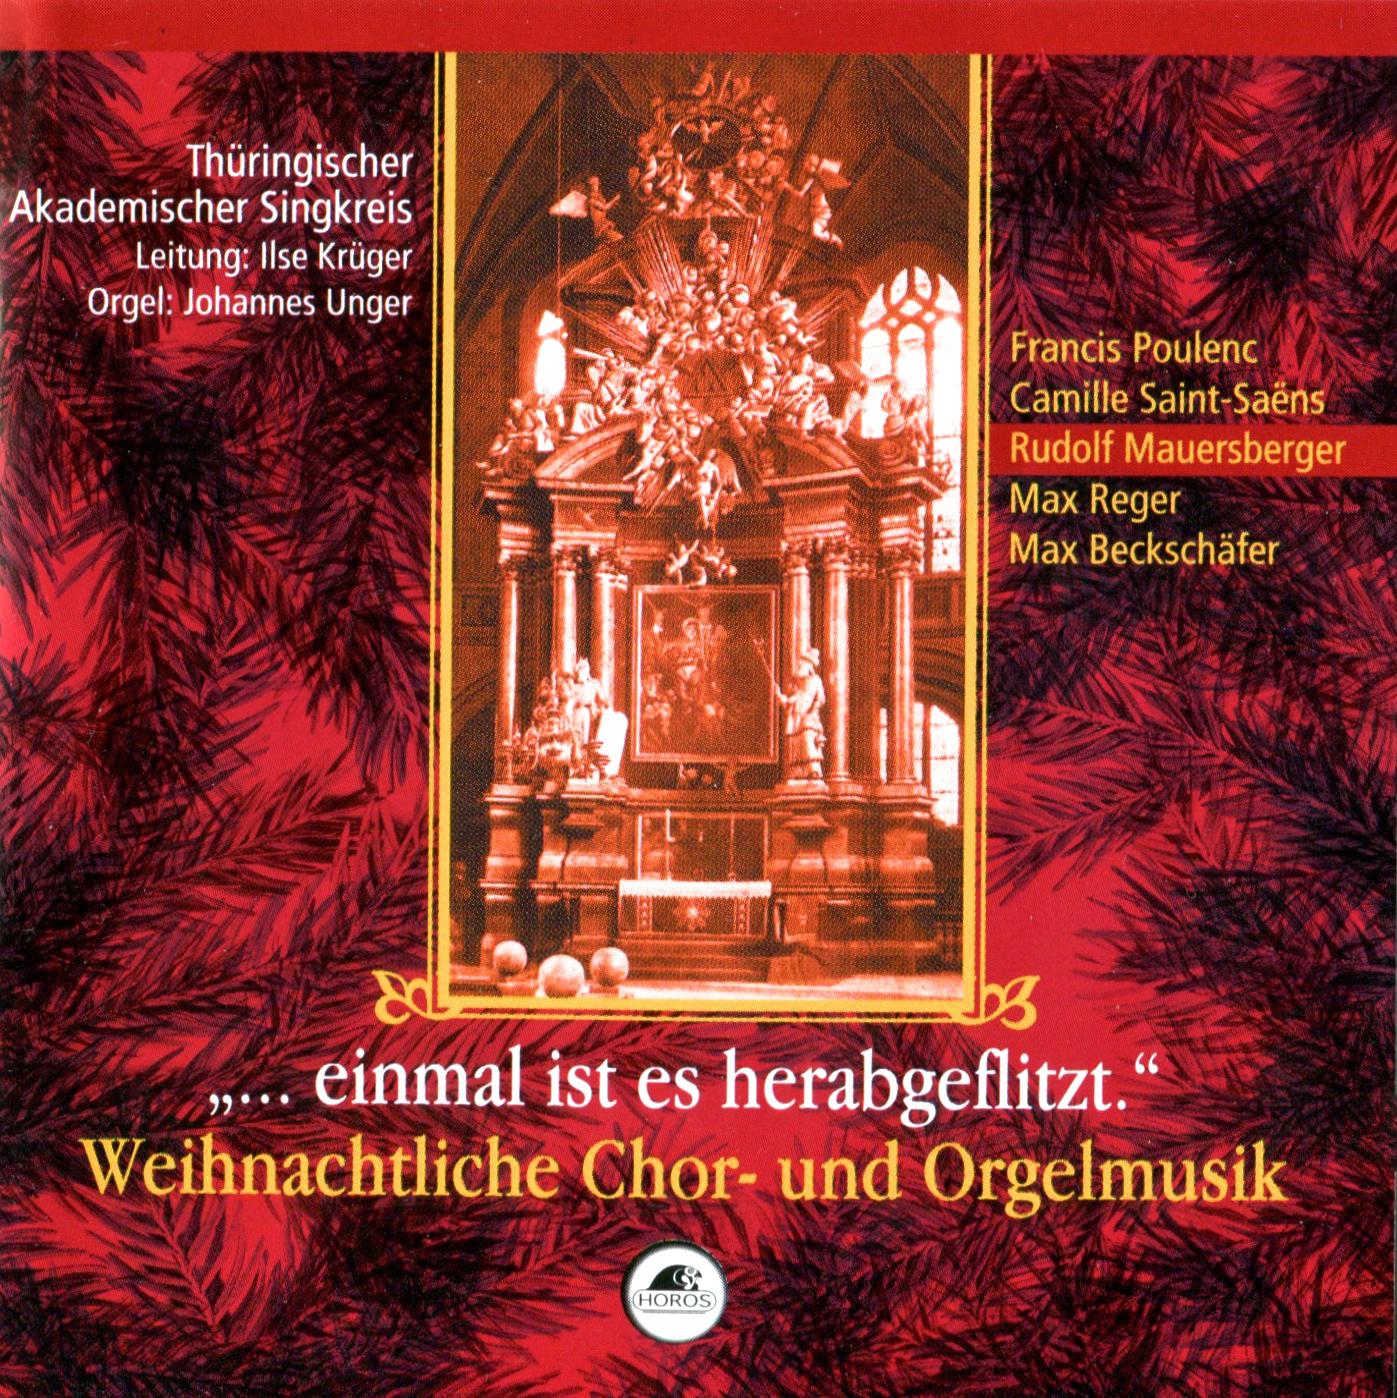 Thüringischer
Akademischer Singkreis
Leitung: Ilse Krüger
Orgel: Johannes Unger
Francis Poulenc
Camille Saint-Saëns
Rudolf Mauersberger
Max Reger
Max Beckschäfer
„... einmal ist es herabgeflitzt.“
Weihnachtliche Chor- und Orgelmusik
HOROS